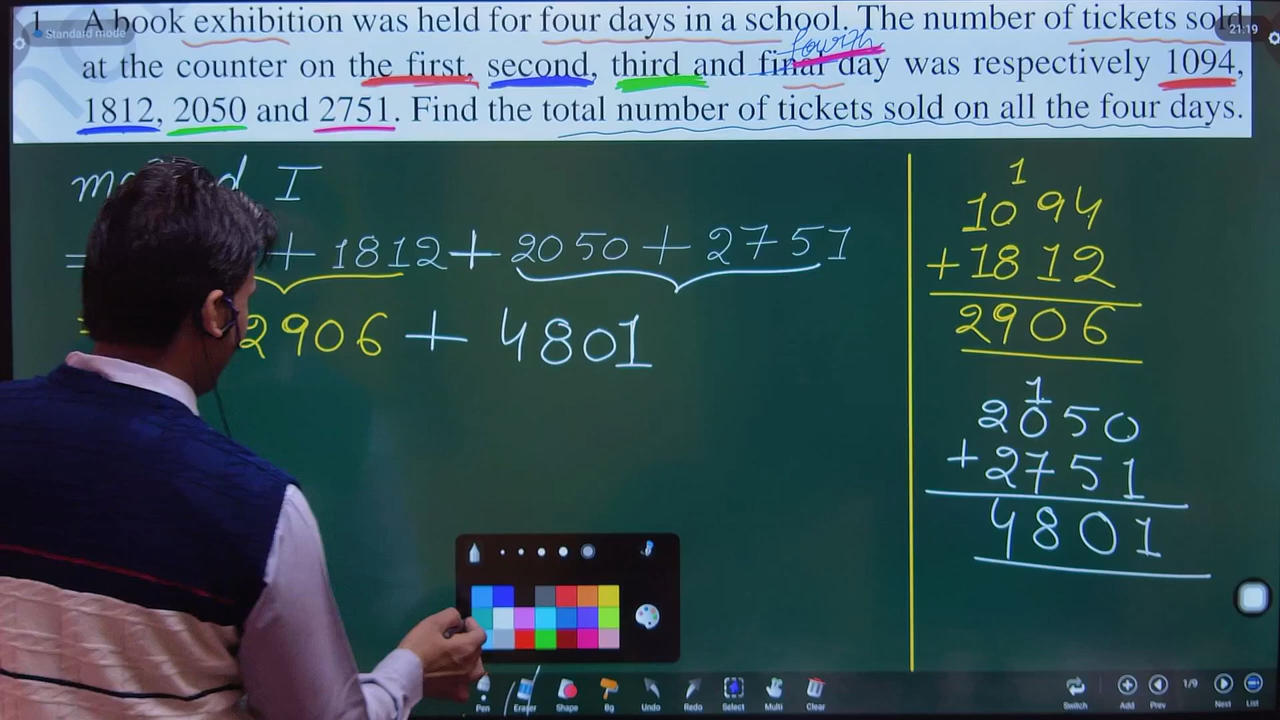 1. A book exhibition was held for four days in a school. The number of tickets sold
at the counter on the first, second, third and final day was respectively 1094,
fourth
1812, 2050 and 2751. Find the total number of tickets sold on all the four days.
Standard mode
21:19
I
= + 1812 + 2050 + 2751
= 2906 + 4801
1
1094
+1812
2906
1
2050
+2751
4801
Pen Eraser Shape Bg Undo Redo Select Multi Clear
Switch Add 1/9 Next List